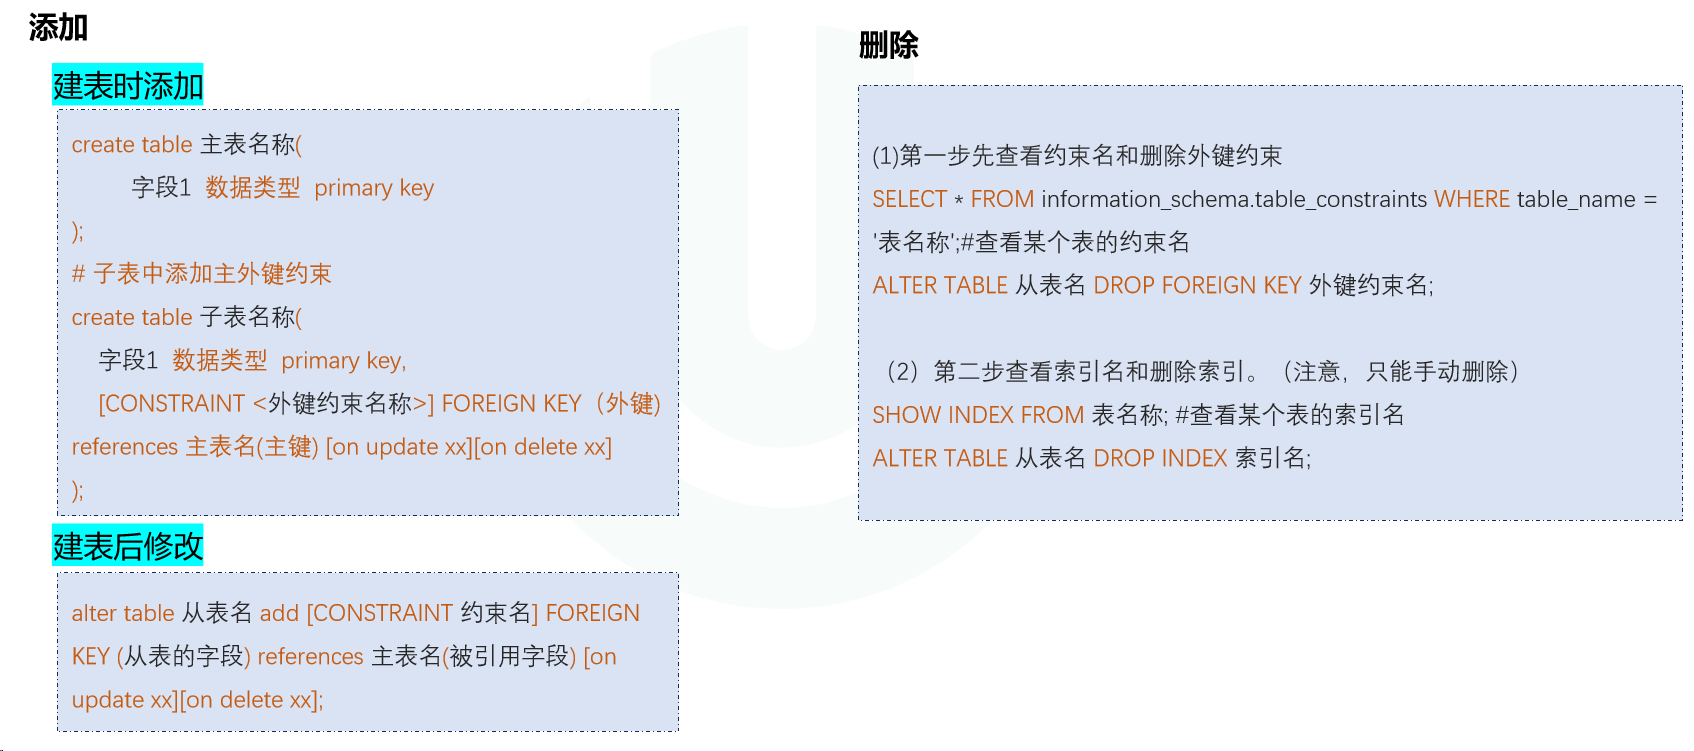 添加
建表时添加
create table 主表名称(
字段1 数据类型 primary key
);
# 子表中添加主外键约束
create table 子表名称(
字段1 数据类型 primary key,
[CONSTRAINT <外键约束名称>] FOREIGN KEY（外键)
references 主表名(主键) [on update xx][on delete xx]
);
建表后修改
alter table 从表名 add [CONSTRAINT 约束名] FOREIGN
KEY (从表的字段) references 主表名(被引用字段) [on
update xx][on delete xx];
删除
(1)第一步先查看约束名和删除外键约束
SELECT * FROM information_schema.table_constraints WHERE table_name =
'表名称';#查看某个表的约束名
ALTER TABLE 从表名 DROP FOREIGN KEY 外键约束名;
（2）第二步查看索引名和删除索引。（注意，只能手动删除）
SHOW INDEX FROM 表名称; #查看某个表的索引名
ALTER TABLE 从表名 DROP INDEX 索引名;